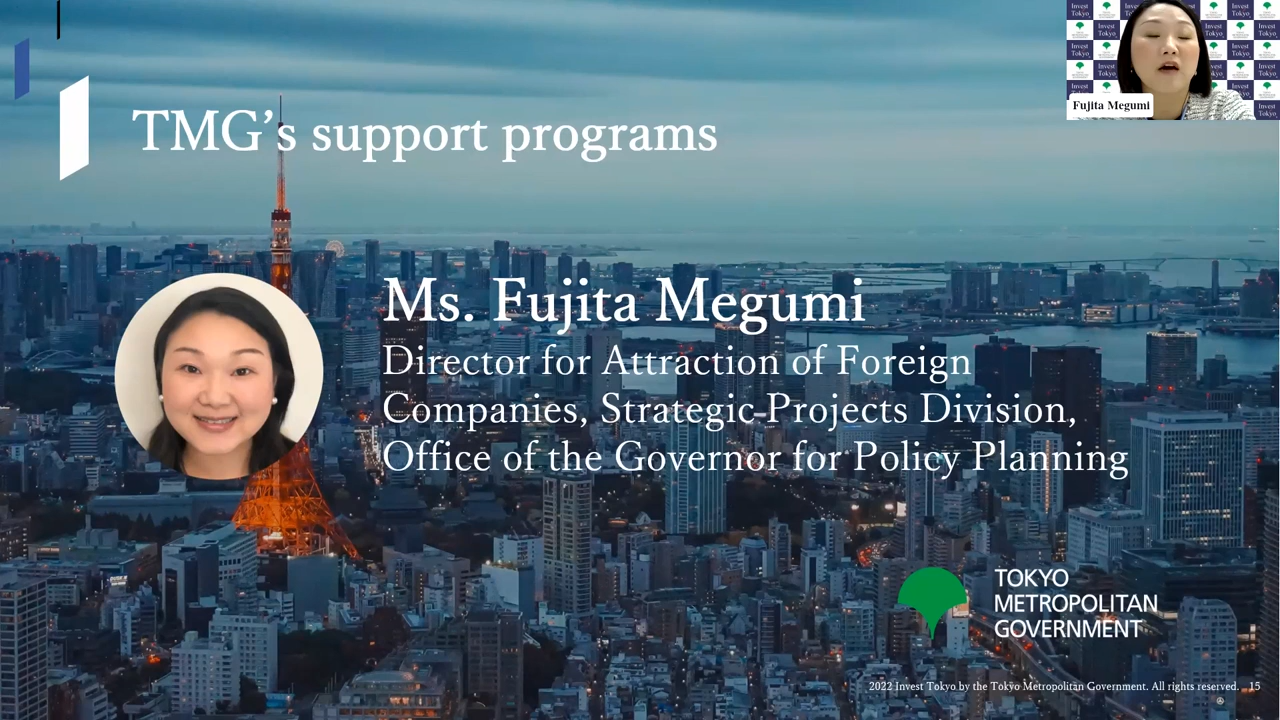 TMG's support programs
Ms. Fujita Megumi
Director for Attraction of Foreign
Companies, Strategic Projects Division,
Office of the Governor for Policy Planning
TOKYO
METROPOLITAN
GOVERNMENT
2022 Invest Tokyo by the Tokyo Metropolitan Government. All rights reserved. 15
Fujita Megumi
Invest
Tokyo